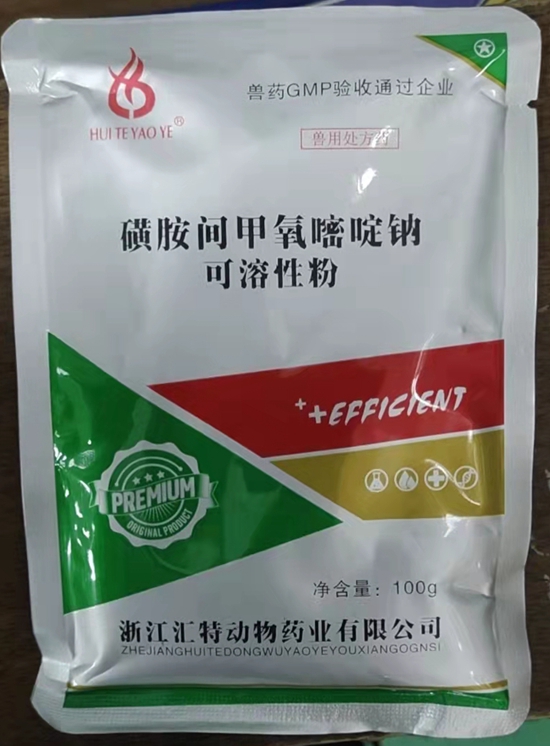 兽药GMP验收通过企业
HUI TE YAO YE®
兽用处方药
磺胺间甲氧嘧啶钠
可溶性粉
++EFFICIENT
PREMIUM
ORIGINAL PRODUCT
净含量：100g
浙江汇特动物药业有限公司
ZHEJIANGHUITEDONGWUYAOYEYOUXIANGOGNSI